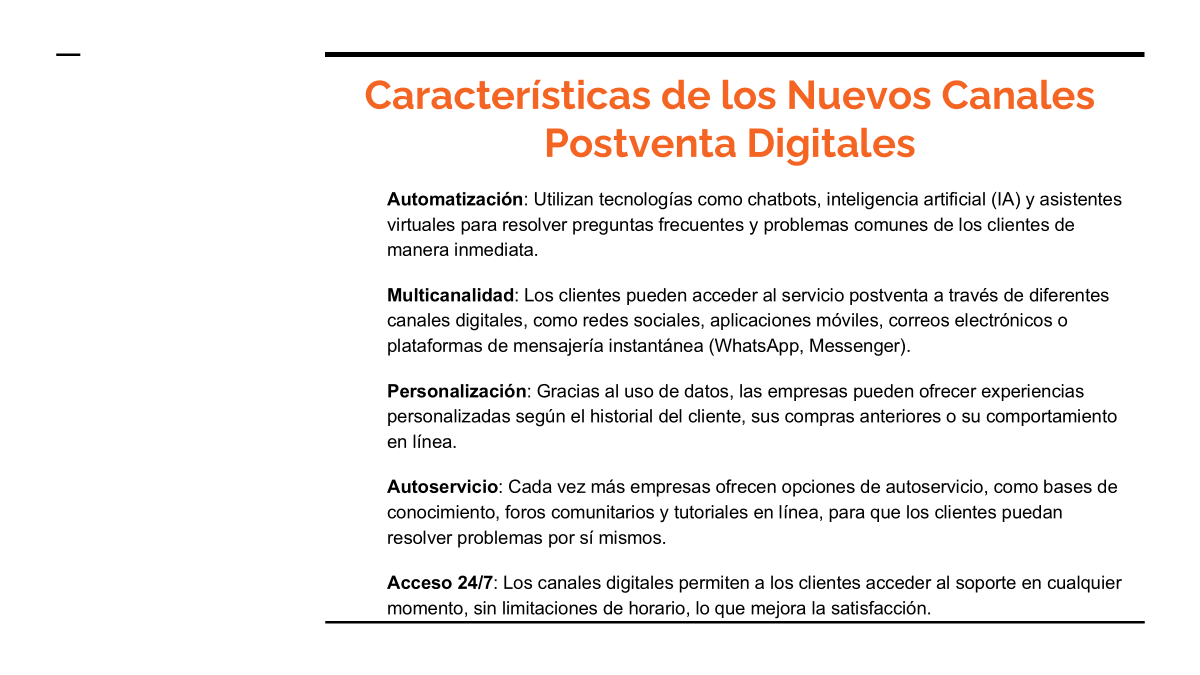 Características de los Nuevos Canales
Postventa Digitales
Automatización: Utilizan tecnologías como chatbots, inteligencia artificial (IA) y asistentes
virtuales para resolver preguntas frecuentes y problemas comunes de los clientes de
manera inmediata.
Multicanalidad: Los clientes pueden acceder al servicio postventa a través de diferentes
canales digitales, como redes sociales, aplicaciones móviles, correos electrónicos o
plataformas de mensajería instantánea (WhatsApp, Messenger).
Personalización: Gracias al uso de datos, las empresas pueden ofrecer experiencias
personalizadas según el historial del cliente, sus compras anteriores o su comportamiento
en línea.
Autoservicio: Cada vez más empresas ofrecen opciones de autoservicio, como bases de
conocimiento, foros comunitarios y tutoriales en línea, para que los clientes puedan
resolver problemas por sí mismos.
Acceso 24/7: Los canales digitales permiten a los clientes acceder al soporte en cualquier
momento, sin limitaciones de horario, lo que mejora la satisfacción.